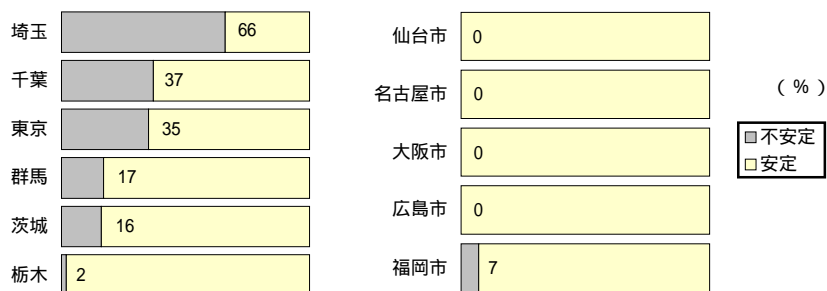 埼玉 66
千葉 37
東京 35
群馬 17
茨城 16
栃木 2
仙台市 0
名古屋市 0
大阪市 0
広島市 0
福岡市 7
(%)
不安定
安定